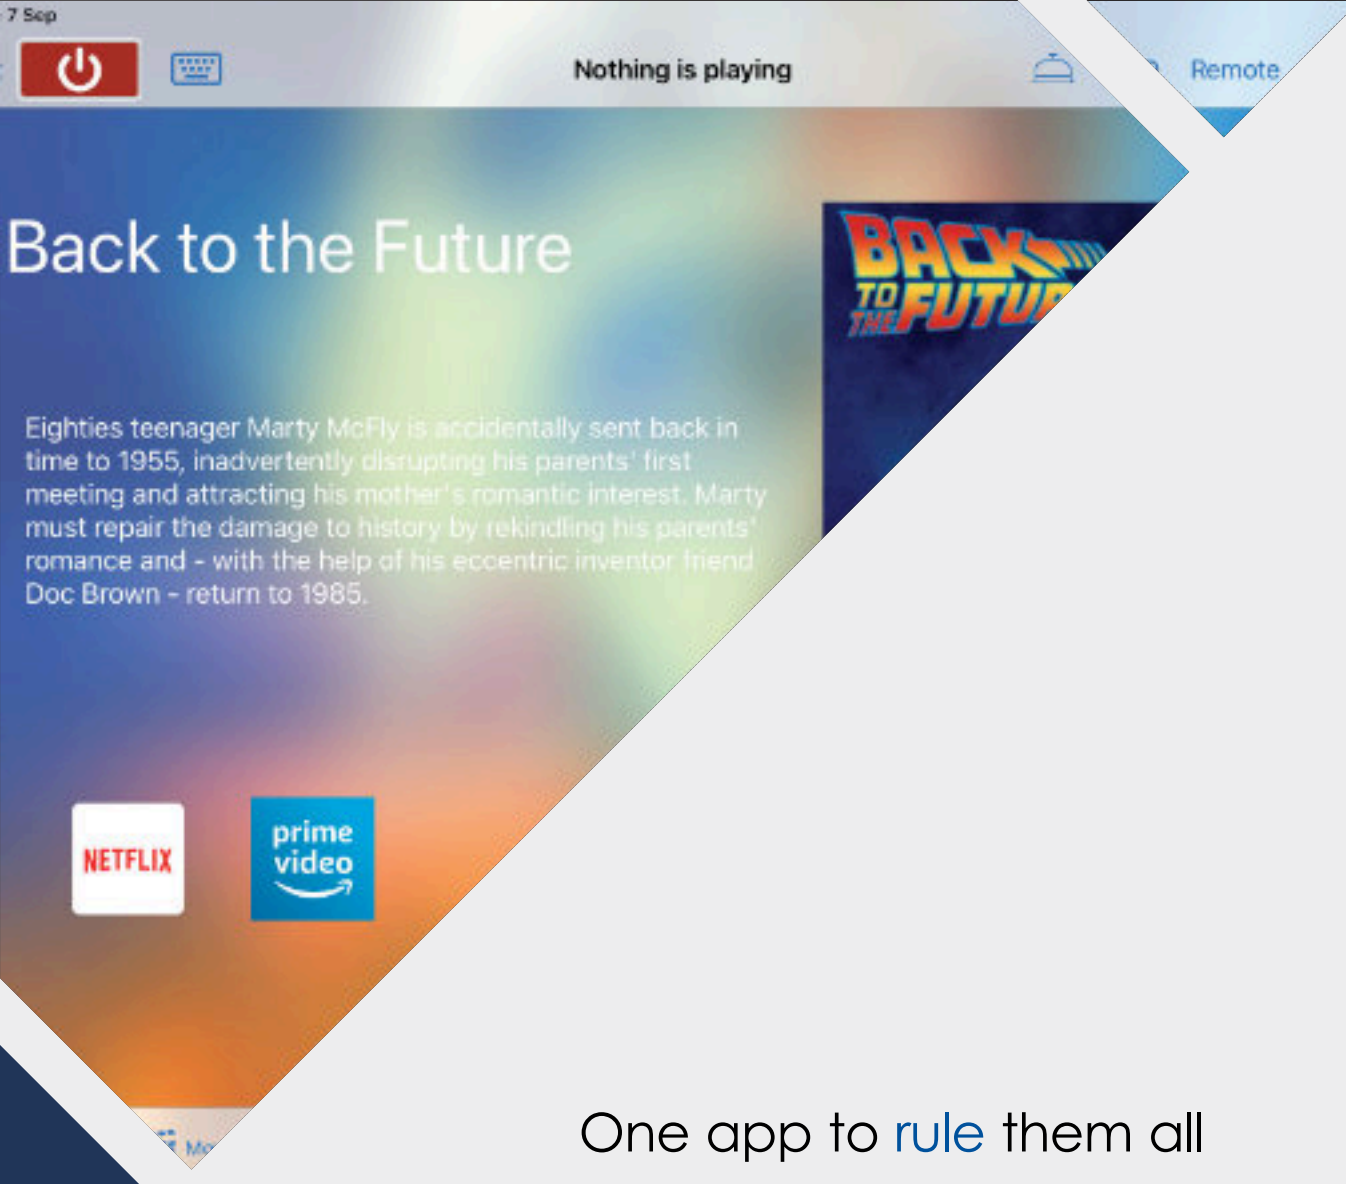 7 Sep
Nothing is playing
Remote
Back to the Future
BACK
TO
THE FUTUR
Eighties teenager Marty McFly is accidentally sent back in
time to 1955, inadvertently disrupting his parents' first
meeting and attracting his mother's romantic interest. Marty
must repair the damage to history by rekindling his parents'
romance and - with the help of his eccentric inventor friend
Doc Brown - return to 1985.
NETFLIX
prime
video
One app to rule them all